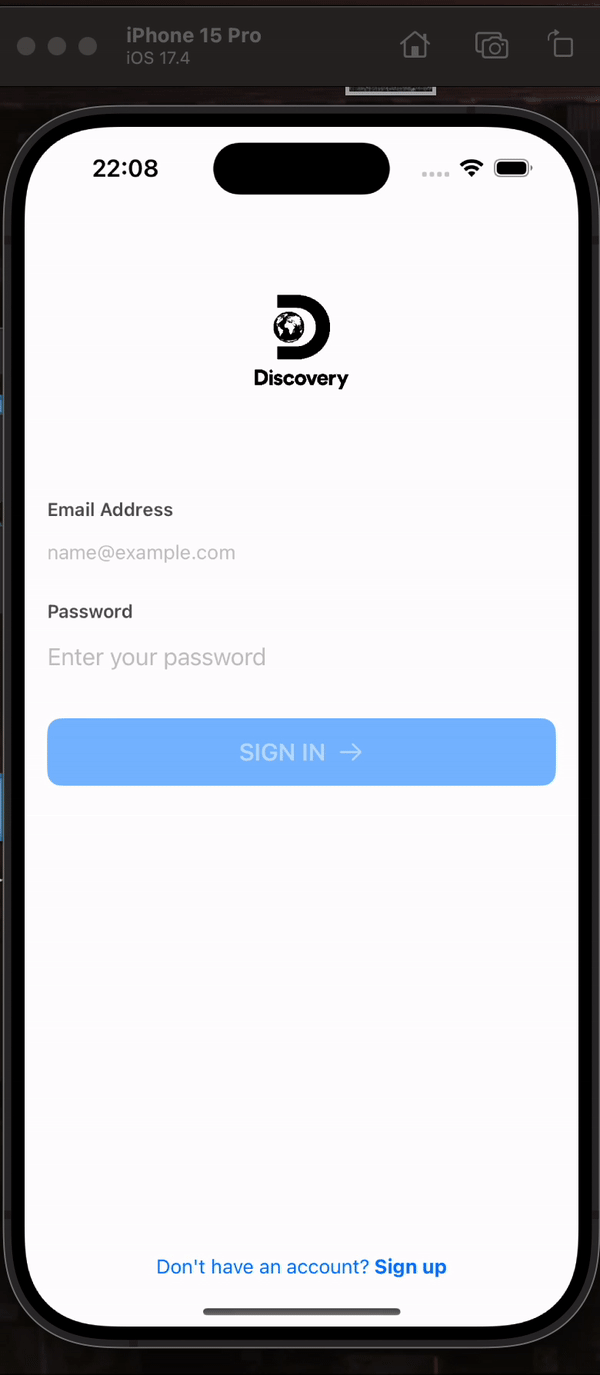 iPhone 15 Pro
iOS 17.4
22:08
Discovery
Email Address
name@example.com
Password
Enter your password
SIGN IN →
Don't have an account? Sign up